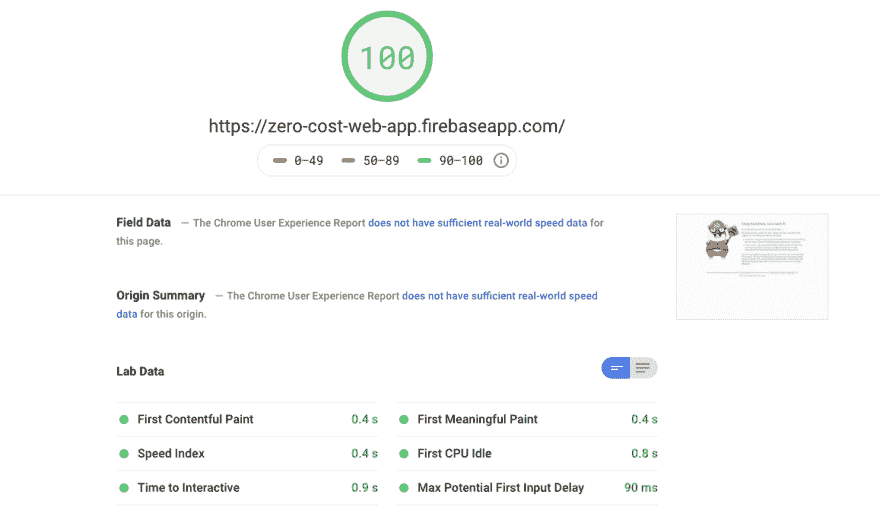 100
https://zero-cost-web-app.firebaseapp.com/
0–49 50–89 90–100
Field Data — The Chrome User Experience Report does not have sufficient real-world speed data for
this page.
Origin Summary — The Chrome User Experience Report does not have sufficient real-world speed
data for this origin.
Lab Data
First Contentful Paint 0.4 s First Meaningful Paint 0.4 s
Speed Index 0.4 s First CPU Idle 0.8 s
Time to Interactive 0.9 s Max Potential First Input Delay 90 ms